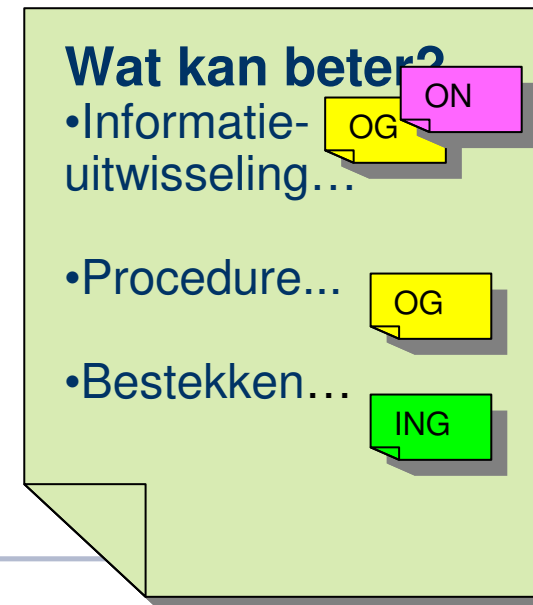 Wat kan beter?
ON
•Informatie-
OG
uitwisseling…
•Procedure...
OG
•Bestekken…
ING